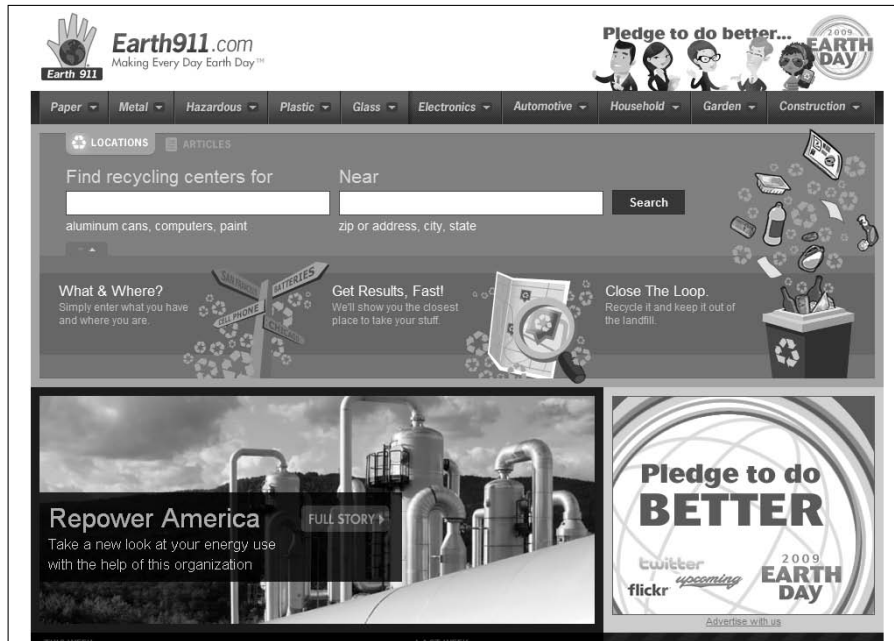 Earth 911
Earth911.com
Making Every Day Earth Day™
Pledge to do better...
2009
EARTH
DAY
Paper
Metal
Hazardous
Plastic
Glass
Electronics
Automotive
Household
Garden
Construction
LOCATIONS
ARTICLES
Find recycling centers for
Near
Search
aluminum cans, computers, paint
zip or address, city, state
What & Where?
Simply enter what you have
and where you are.
SAN FRANCISCO
BATTERIES
CELL PHONE
CHICAGO
Get Results, Fast!
We'll show you the closest
place to take your stuff.
Close The Loop.
Recycle it and keep it out of
the landfill.
Repower America
FULL STORY
Take a new look at your energy use
with the help of this organization
Pledge to do
BETTER
twitter
flickr
upcoming
2009
EARTH
DAY
Advertise with us